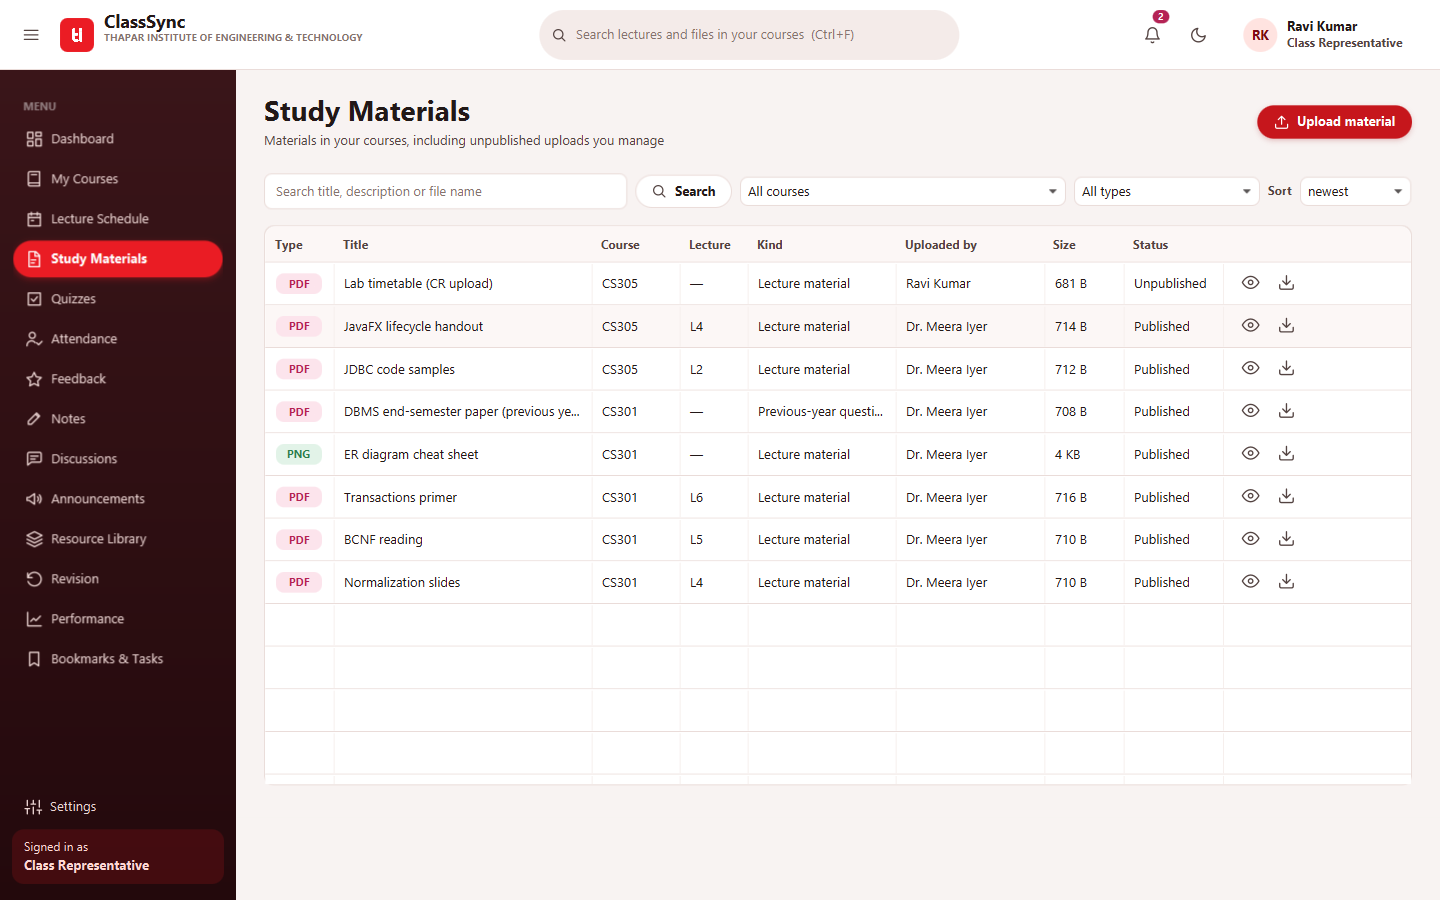 ClassSync
THAPAR INSTITUTE OF ENGINEERING & TECHNOLOGY
Search lectures and files in your courses (Ctrl+F)
2
RK
Ravi Kumar
Class Representative
MENU
Dashboard
My Courses
Lecture Schedule
Study Materials
Quizzes
Attendance
Feedback
Notes
Discussions
Announcements
Resource Library
Revision
Performance
Bookmarks & Tasks
Settings
Signed in as
Class Representative
Study Materials
Materials in your courses, including unpublished uploads you manage
Upload material
Search title, description or file name
Search
All courses
All types
Sort
newest
Type Title Course Lecture Kind Uploaded by Size Status
PDF Lab timetable (CR upload) CS305 — Lecture material Ravi Kumar 681 B Unpublished
PDF JavaFX lifecycle handout CS305 L4 Lecture material Dr. Meera Iyer 714 B Published
PDF JDBC code samples CS305 L2 Lecture material Dr. Meera Iyer 712 B Published
PDF DBMS end-semester paper (previous ye... CS301 — Previous-year questi... Dr. Meera Iyer 708 B Published
PNG ER diagram cheat sheet CS301 — Lecture material Dr. Meera Iyer 4 KB Published
PDF Transactions primer CS301 L6 Lecture material Dr. Meera Iyer 716 B Published
PDF BCNF reading CS301 L5 Lecture material Dr. Meera Iyer 710 B Published
PDF Normalization slides CS301 L4 Lecture material Dr. Meera Iyer 710 B Published